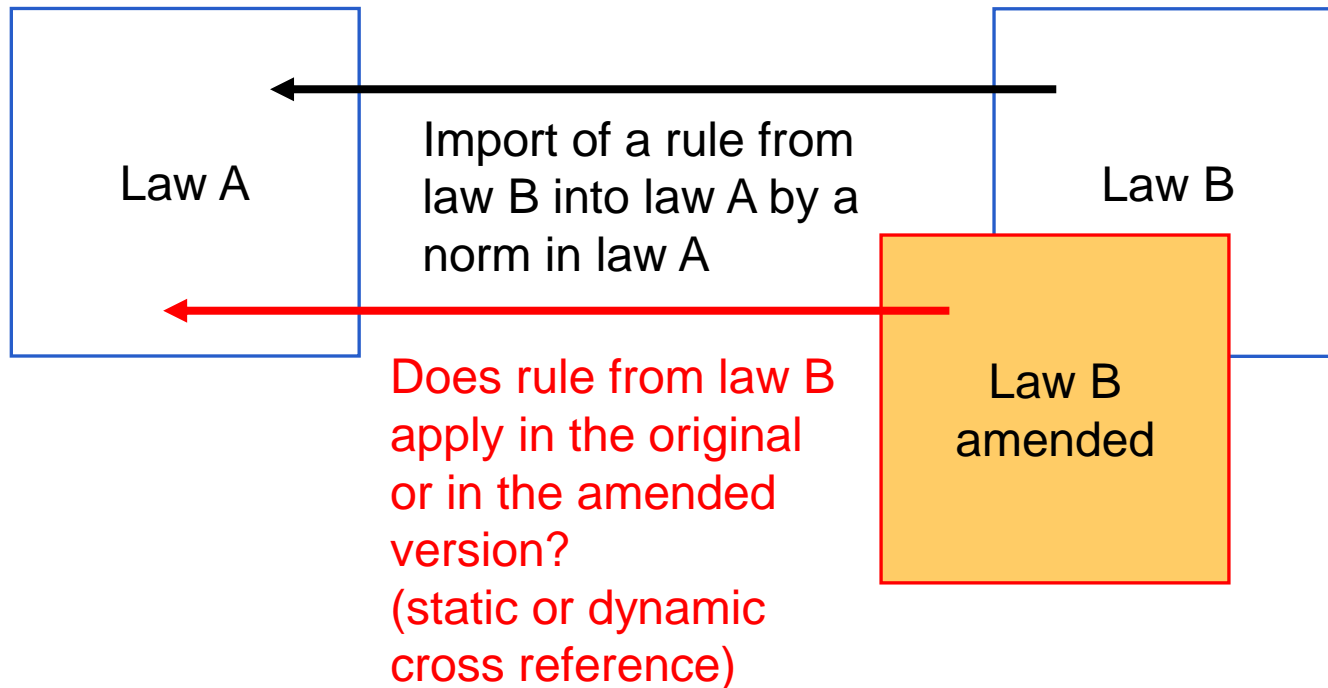 Law A
Import of a rule from
law B into law A by a
norm in law A
Law B
Does rule from law B
apply in the original
or in the amended
version?
(static or dynamic
cross reference)
Law B
amended